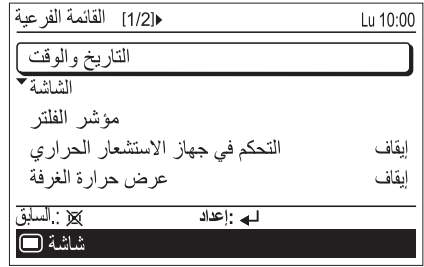 القائمة الفرعية [1/2] Lu 10:00
التاريخ والوقت
الشاشة
مؤشر الفلتر
التحكم في جهاز الاستشعار الحراري إيقاف
عرض حرارة الغرفة إيقاف
السابق: إعداد:
شاشة